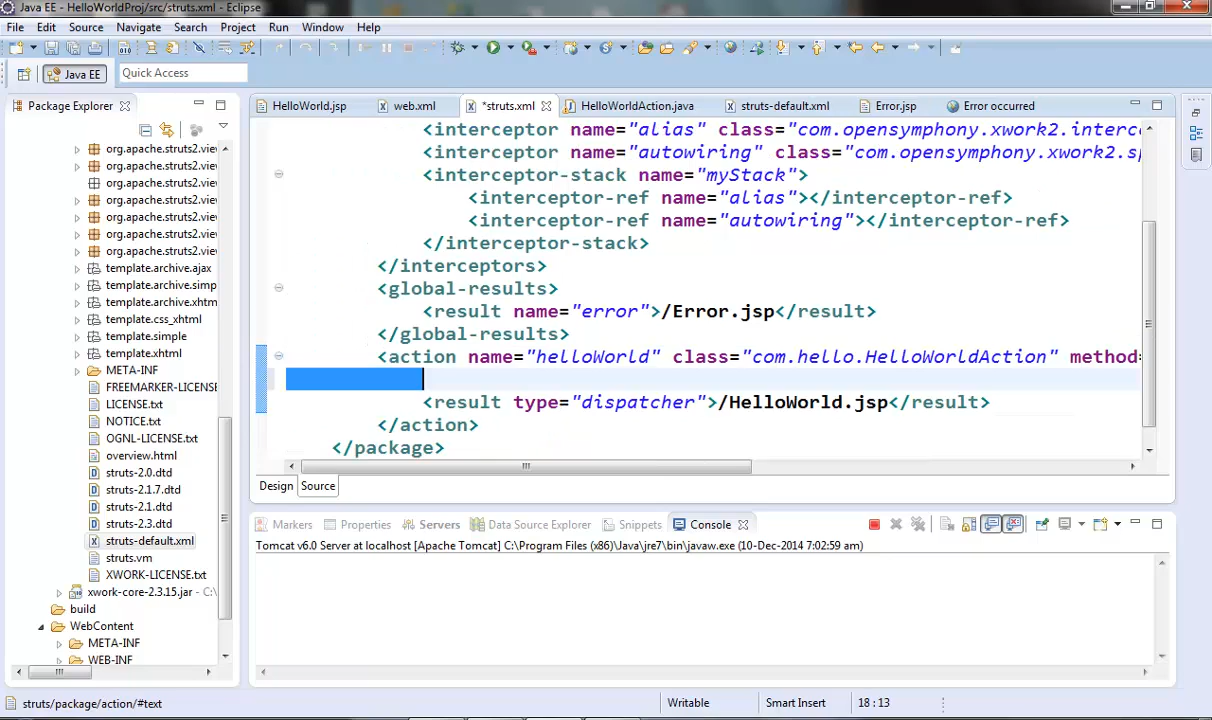 Java EE - HelloWorldProj/src/struts.xml - Eclipse
File Edit Source Navigate Search Project Run Window Help
Java EE Quick Access
Package Explorer
HelloWorld.jsp web.xml *struts.xml HelloWorldAction.java struts-default.xml Error.jsp Error occurred
org.apache.struts2.viev
org.apache.struts2.viev
org.apache.struts2.viev
org.apache.struts2.viev
org.apache.struts2.viev
org.apache.struts2.viev
org.apache.struts2.viev
template.archive.ajax
template.archive.simp
template.archive.xhtm
template.css_xhtml
template.simple
template.xhtml
META-INF
FREEMARKER-LICENSE
LICENSE.txt
NOTICE.txt
OGNL-LICENSE.txt
overview.html
struts-2.0.dtd
struts-2.1.7.dtd
struts-2.1.dtd
struts-2.3.dtd
struts-default.xml
struts.vm
XWORK-LICENSE.txt
xwork-core-2.3.15.jar - C:\
build
WebContent
META-INF
WEB-INF
<interceptor name="alias" class="com.opensymphony.xwork2.interc
<interceptor name="autowiring" class="com.opensymphony.xwork2.sp
<interceptor-stack name="myStack">
<interceptor-ref name="alias"></interceptor-ref>
<interceptor-ref name="autowiring"></interceptor-ref>
</interceptor-stack>
</interceptors>
<global-results>
<result name="error">/Error.jsp</result>
</global-results>
<action name="helloWorld" class="com.hello.HelloWorldAction" method=
<result type="dispatcher">/HelloWorld.jsp</result>
</action>
</package>
Design Source
Markers Properties Servers Data Source Explorer Snippets Console
Tomcat v6.0 Server at localhost [Apache Tomcat] C:\Program Files (x86)\Java\jre7\bin\javaw.exe (10-Dec-2014 7:02:59 am)
struts/package/action/#text Writable Smart Insert 18 : 13